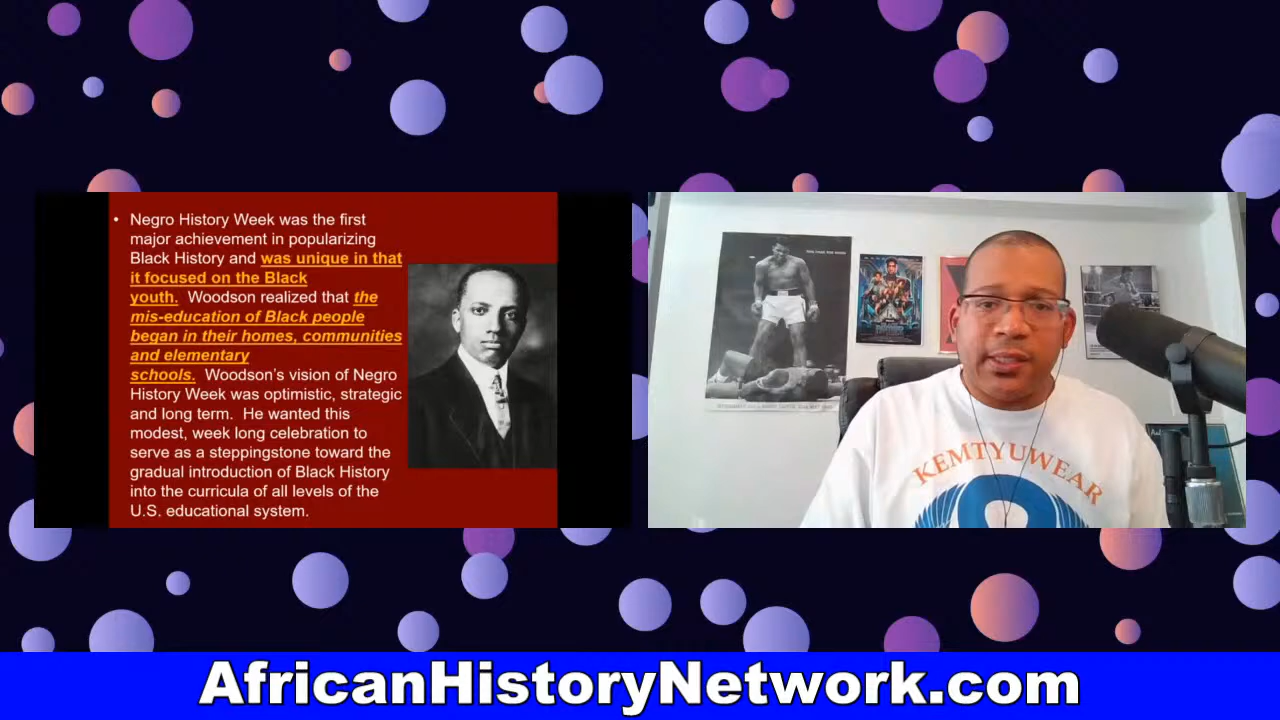 • Negro History Week was the first
major achievement in popularizing
Black History and was unique in that
it focused on the Black
youth. Woodson realized that the
mis-education of Black people
began in their homes, communities
and elementary
schools. Woodson's vision of Negro
History Week was optimistic, strategic
and long term. He wanted this
modest, week long celebration to
serve as a steppingstone toward the
gradual introduction of Black History
into the curricula of all levels of the
U.S. educational system.
KEMTYUWEAR
AfricanHistoryNetwork.com